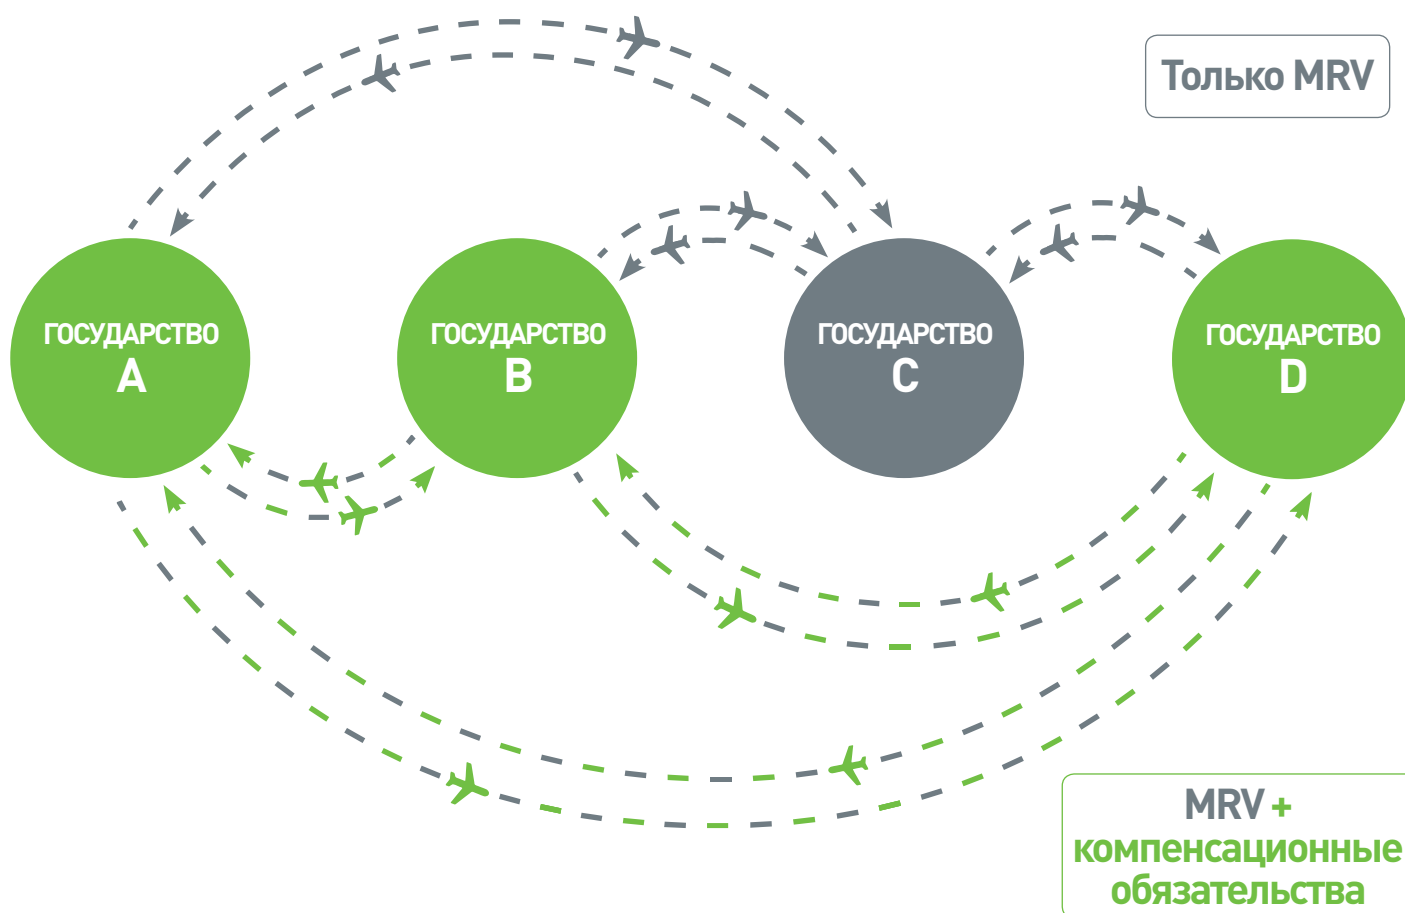 Только MRV
ГОСУДАРСТВО
A
ГОСУДАРСТВО
B
ГОСУДАРСТВО
C
ГОСУДАРСТВО
D
MRV +
компенсационные
обязательства